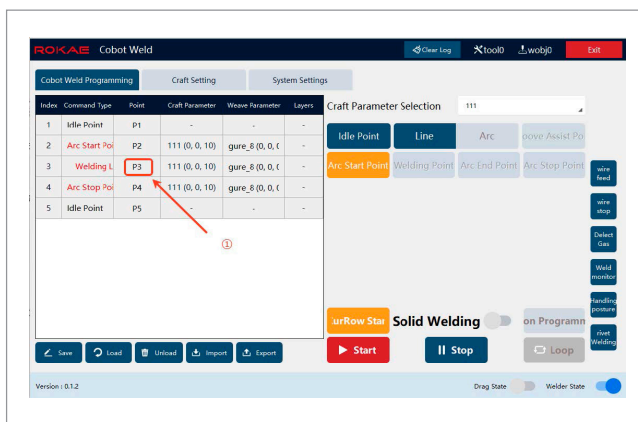 ROKAE Cobot Weld Clear Log tool0 wobj0 Exit
Cobot Weld Programming Craft Setting System Settings
Index Command Type Point Craft Parameter Weave Parameter Layers
Craft Parameter Selection 111
1 Idle Point P1 - - -
2 Arc Start Poi P2 111 (0, 0, 10) gure_8 (0, 0, ( -
3 Welding L P3 111 (0, 0, 10) gure_8 (0, 0, ( -
4 Arc Stop Poi P4 111 (0, 0, 10) gure_8 (0, 0, ( -
5 Idle Point P5 - - -
①
Idle Point Line Arc oove Assist Po
Arc Start Point Welding Point Arc End Point Arc Stop Point
wire
feed
wire
stop
Delect
Gas
Weld
monitor
Handling
posture
rivet
Welding
urRow Star Solid Welding on Programm
Start Stop Loop
Save Load Unload Import Export
Version : 0.1.2 Drag State Welder State